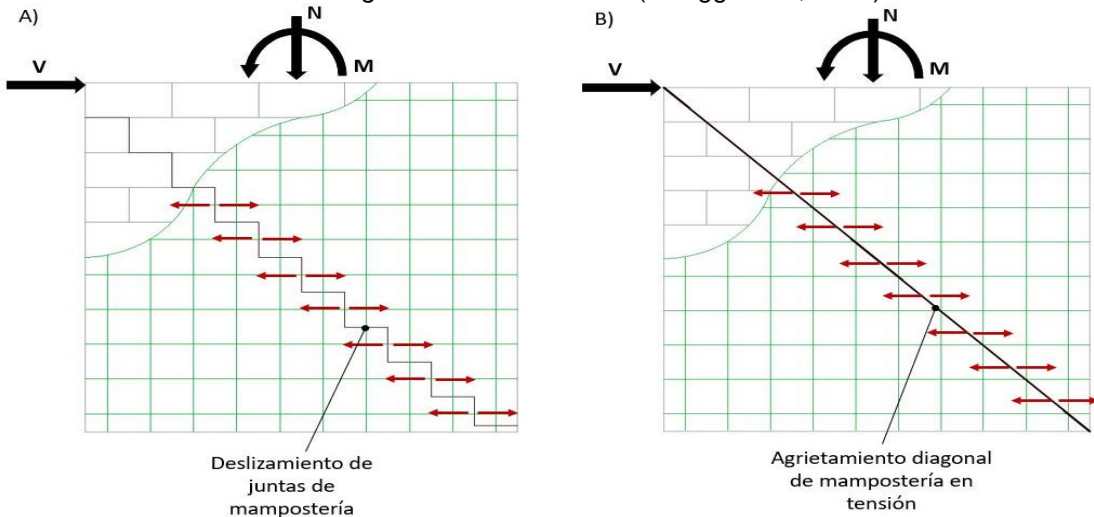 A)
N
V
M
Deslizamiento de
juntas de
mampostería
B)
N
V
M
Agrietamiento diagonal
de mampostería en
tensión